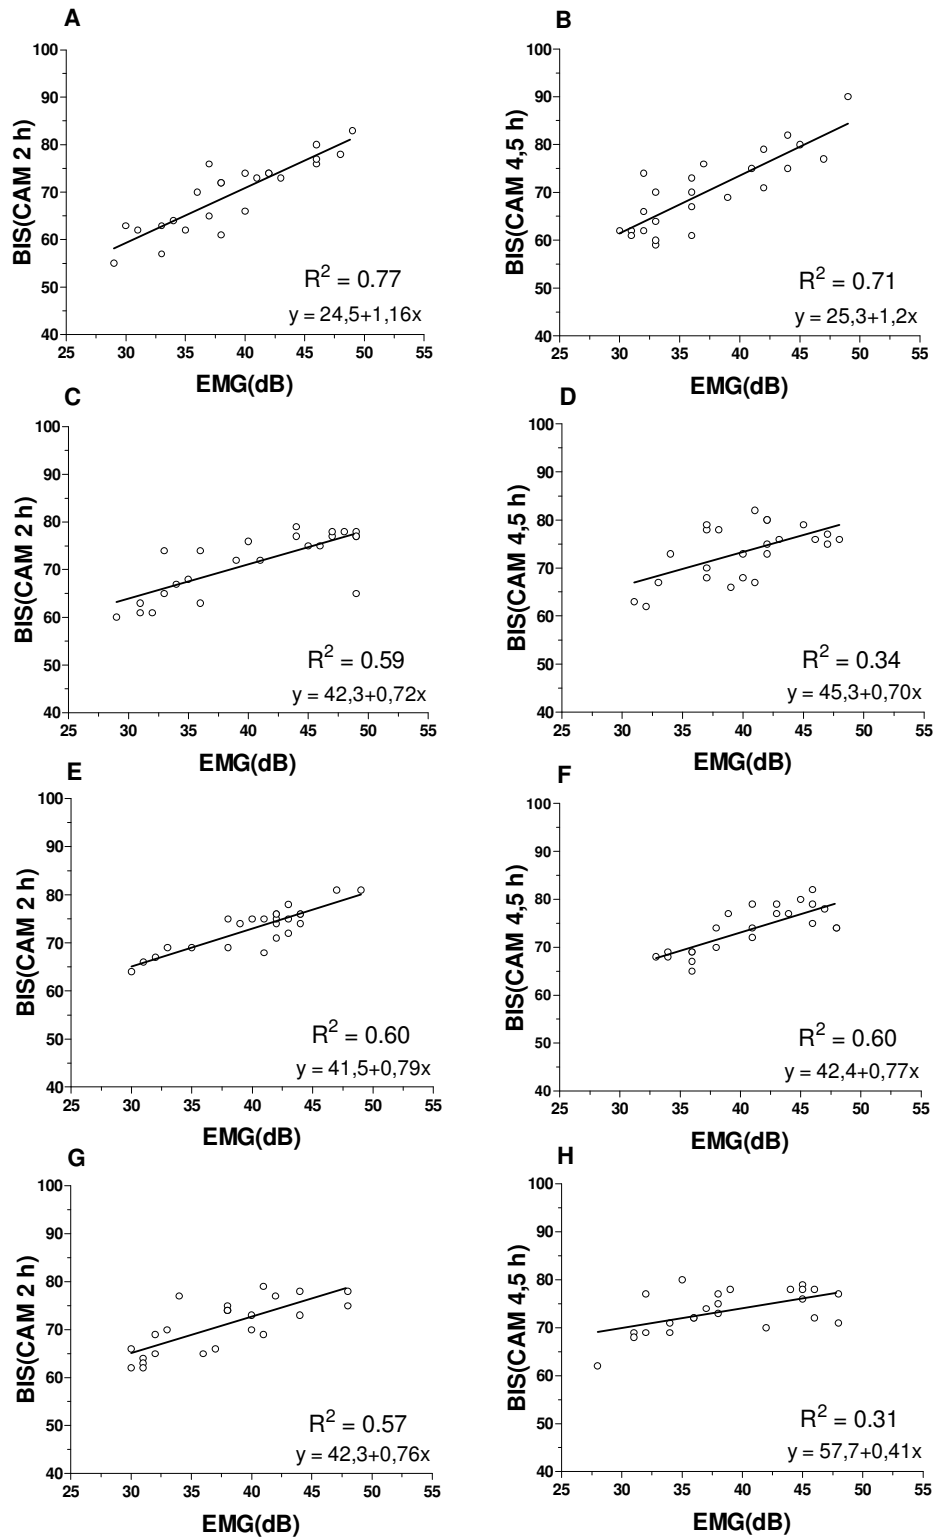 A
BIS(CAM 2 h)
100
90
80
70
60
50
40
25 30 35 40 45 50 55
R² = 0.77
y = 24,5+1,16x
EMG(dB)
B
BIS(CAM 4,5 h)
100
90
80
70
60
50
40
25 30 35 40 45 50 55
R² = 0.71
y = 25,3+1,2x
EMG(dB)
C
BIS(CAM 2 h)
100
90
80
70
60
50
40
25 30 35 40 45 50 55
R² = 0.59
y = 42,3+0,72x
EMG(dB)
D
BIS(CAM 4,5 h)
100
90
80
70
60
50
40
25 30 35 40 45 50 55
R² = 0.34
y = 45,3+0,70x
EMG(dB)
E
BIS(CAM 2 h)
100
90
80
70
60
50
40
25 30 35 40 45 50 55
R² = 0.60
y = 41,5+0,79x
EMG(dB)
F
BIS(CAM 4,5 h)
100
90
80
70
60
50
40
25 30 35 40 45 50 55
R² = 0.60
y = 42,4+0,77x
EMG(dB)
G
BIS(CAM 2 h)
100
90
80
70
60
50
40
25 30 35 40 45 50 55
R² = 0.57
y = 42,3+0,76x
EMG(dB)
H
BIS(CAM 4,5 h)
100
90
80
70
60
50
40
25 30 35 40 45 50 55
R² = 0.31
y = 57,7+0,41x
EMG(dB)